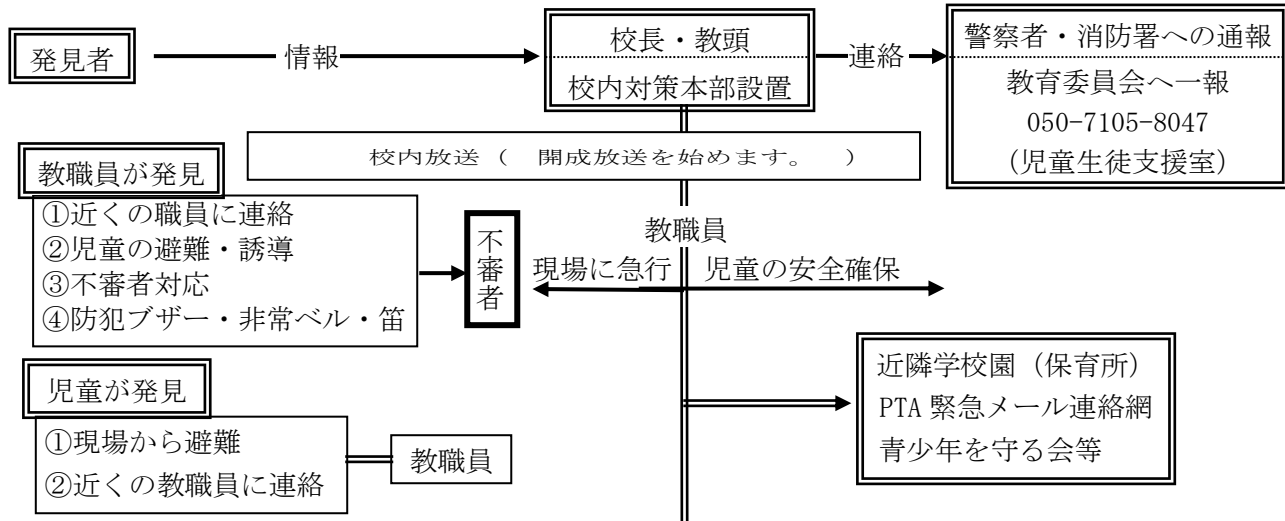 発見者
情報
校長・教頭
校内対策本部設置
連絡
警察者・消防署への通報
教育委員会へ一報
050-7105-8047
(児童生徒支援室)
校内放送（　開成放送を始めます。　）
教職員が発見
①近くの職員に連絡
②児童の避難・誘導
③不審者対応
④防犯ブザー・非常ベル・笛
不審者
教職員
現場に急行
児童の安全確保
児童が発見
①現場から避難
②近くの教職員に連絡
教職員
近隣学校園（保育所）
PTA 緊急メール連絡網
青少年を守る会等